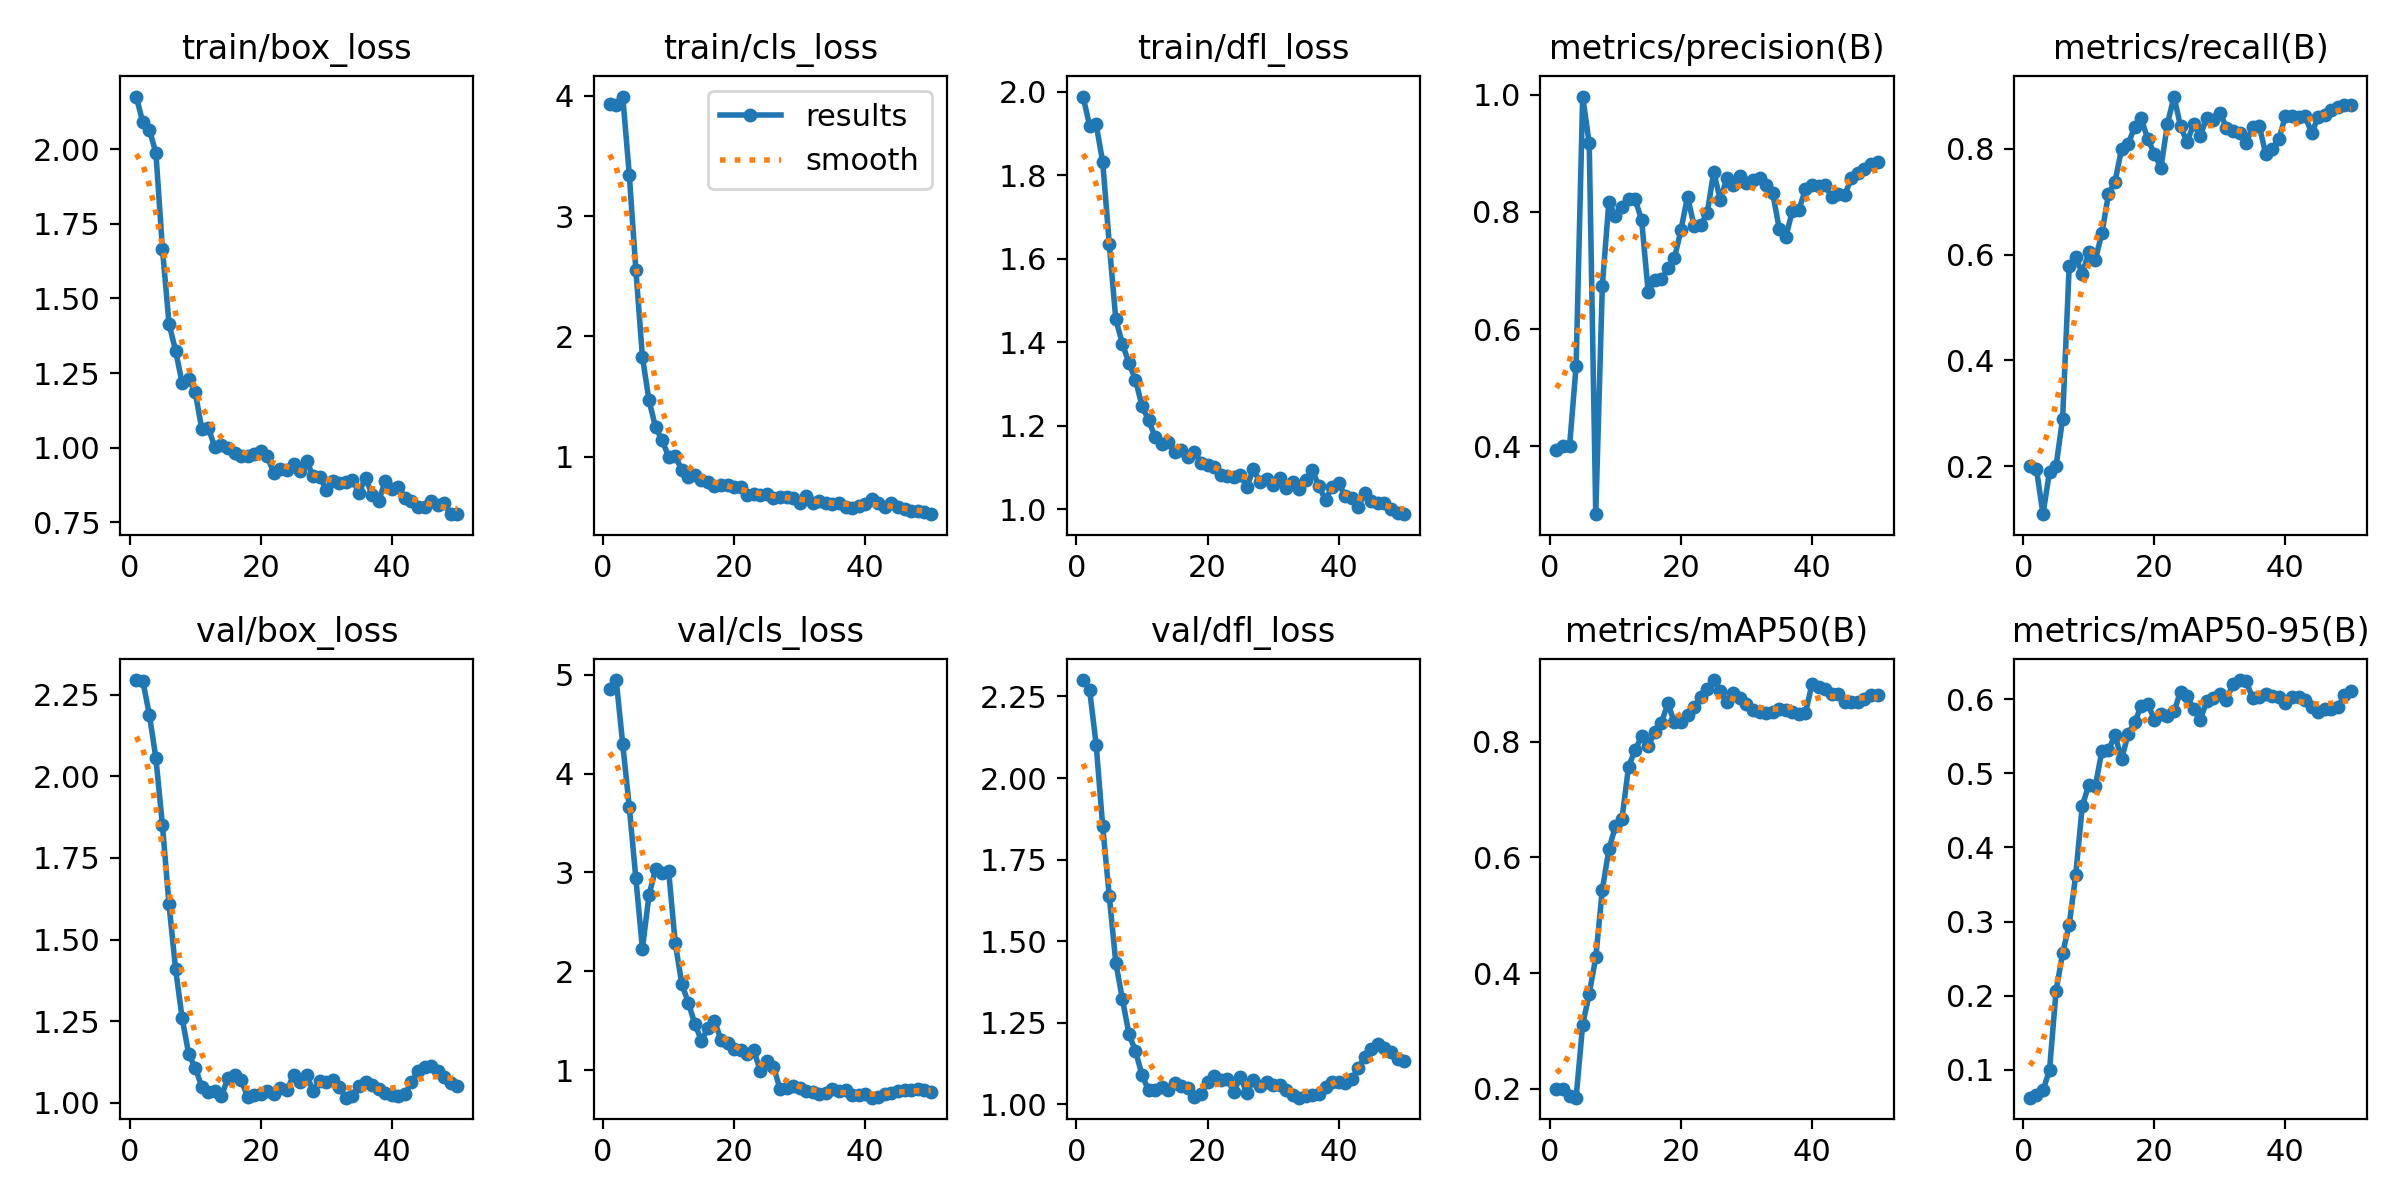 train/box_loss
2.00
1.75
1.50
1.25
1.00
0.75
0 20 40
train/cls_loss
results
smooth
4
3
2
1
0 20 40
train/dfl_loss
2.0
1.8
1.6
1.4
1.2
1.0
0 20 40
metrics/precision(B)
1.0
0.8
0.6
0.4
0 20 40
metrics/recall(B)
0.8
0.6
0.4
0.2
0 20 40
val/box_loss
2.25
2.00
1.75
1.50
1.25
1.00
0 20 40
val/cls_loss
5
4
3
2
1
0 20 40
val/dfl_loss
2.25
2.00
1.75
1.50
1.25
1.00
0 20 40
metrics/mAP50(B)
0.8
0.6
0.4
0.2
0 20 40
metrics/mAP50-95(B)
0.6
0.5
0.4
0.3
0.2
0.1
0 20 40